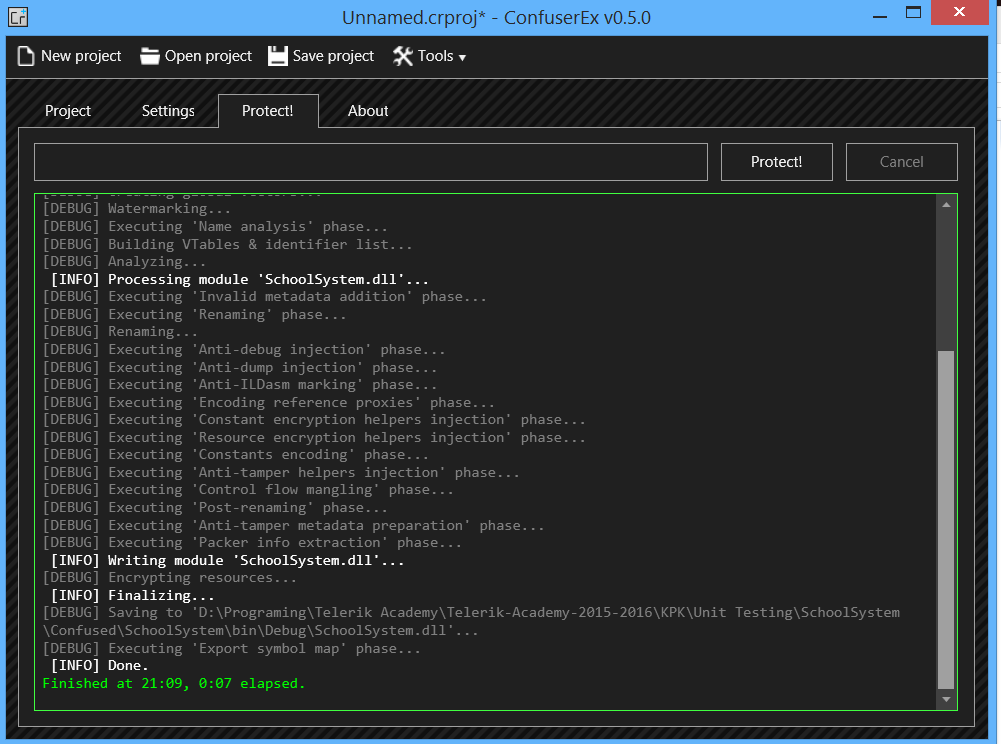 Cr
Unnamed.crproj* - ConfuserEx v0.5.0
New project Open project Save project Tools
Project Settings Protect! About
Protect! Cancel
[DEBUG] Watermarking...
[DEBUG] Executing 'Name analysis' phase...
[DEBUG] Building VTables & identifier list...
[DEBUG] Analyzing...
[INFO] Processing module 'SchoolSystem.dll'...
[DEBUG] Executing 'Invalid metadata addition' phase...
[DEBUG] Executing 'Renaming' phase...
[DEBUG] Renaming...
[DEBUG] Executing 'Anti-debug injection' phase...
[DEBUG] Executing 'Anti-dump injection' phase...
[DEBUG] Executing 'Anti-ILDasm marking' phase...
[DEBUG] Executing 'Encoding reference proxies' phase...
[DEBUG] Executing 'Constant encryption helpers injection' phase...
[DEBUG] Executing 'Resource encryption helpers injection' phase...
[DEBUG] Executing 'Constants encoding' phase...
[DEBUG] Executing 'Anti-tamper helpers injection' phase...
[DEBUG] Executing 'Control flow mangling' phase...
[DEBUG] Executing 'Post-renaming' phase...
[DEBUG] Executing 'Anti-tamper metadata preparation' phase...
[DEBUG] Executing 'Packer info extraction' phase...
[INFO] Writing module 'SchoolSystem.dll'...
[DEBUG] Encrypting resources...
[INFO] Finalizing...
[DEBUG] Saving to 'D:\Programing\Telerik Academy\Telerik-Academy-2015-2016\KPK\Unit Testing\SchoolSystem
\Confused\SchoolSystem\bin\Debug\SchoolSystem.dll'...
[DEBUG] Executing 'Export symbol map' phase...
[INFO] Done.
Finished at 21:09, 0:07 elapsed.